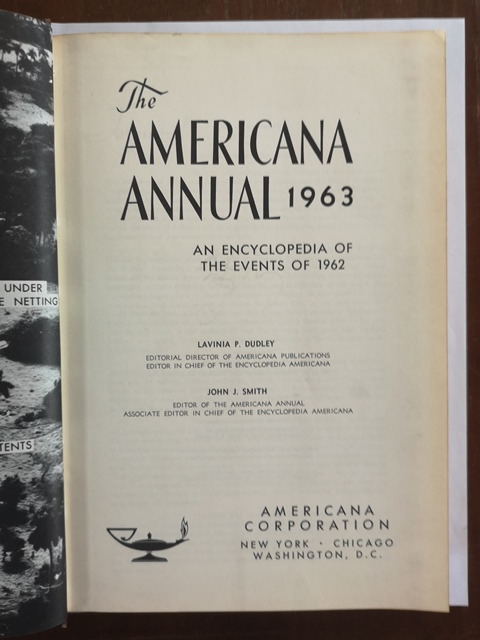 The
AMERICANA
ANNUAL 1963
AN ENCYCLOPEDIA OF
THE EVENTS OF 1962
LAVINIA P. DUDLEY
EDITORIAL DIRECTOR OF AMERICANA PUBLICATIONS
EDITOR IN CHIEF OF THE ENCYCLOPEDIA AMERICANA
JOHN J. SMITH
EDITOR OF THE AMERICANA ANNUAL
ASSOCIATE EDITOR IN CHIEF OF THE ENCYCLOPEDIA AMERICANA
AMERICANA
CORPORATION
NEW YORK · CHICAGO
WASHINGTON, D.C.
UNDER
E NETTING
TENTS